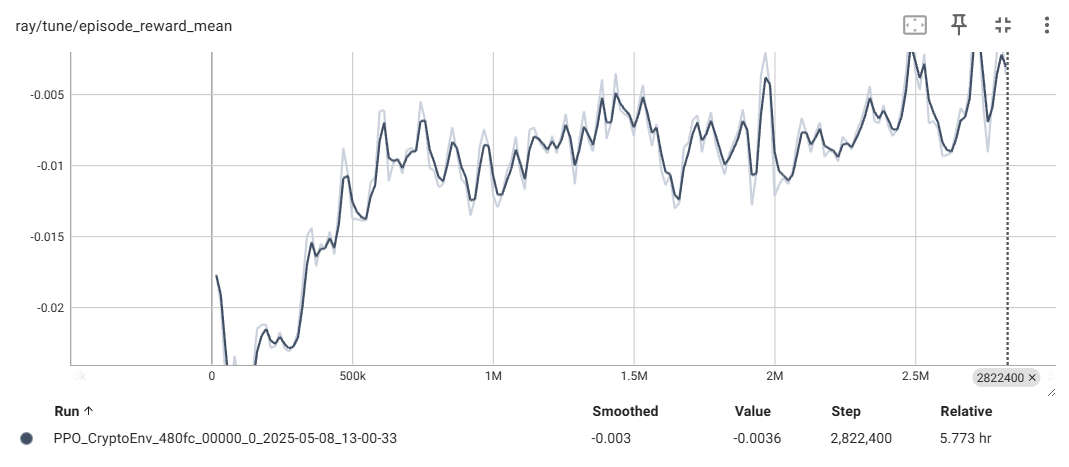 ray/tune/episode_reward_mean
-0.005
-0.01
-0.015
-0.02
0k 0 500k 1M 1.5M 2M 2.5M 2822400 ×
Run ↑ Smoothed Value Step Relative
PPO_CryptoEnv_480fc_00000_0_2025-05-08_13-00-33 -0.003 -0.0036 2,822,400 5.773 hr